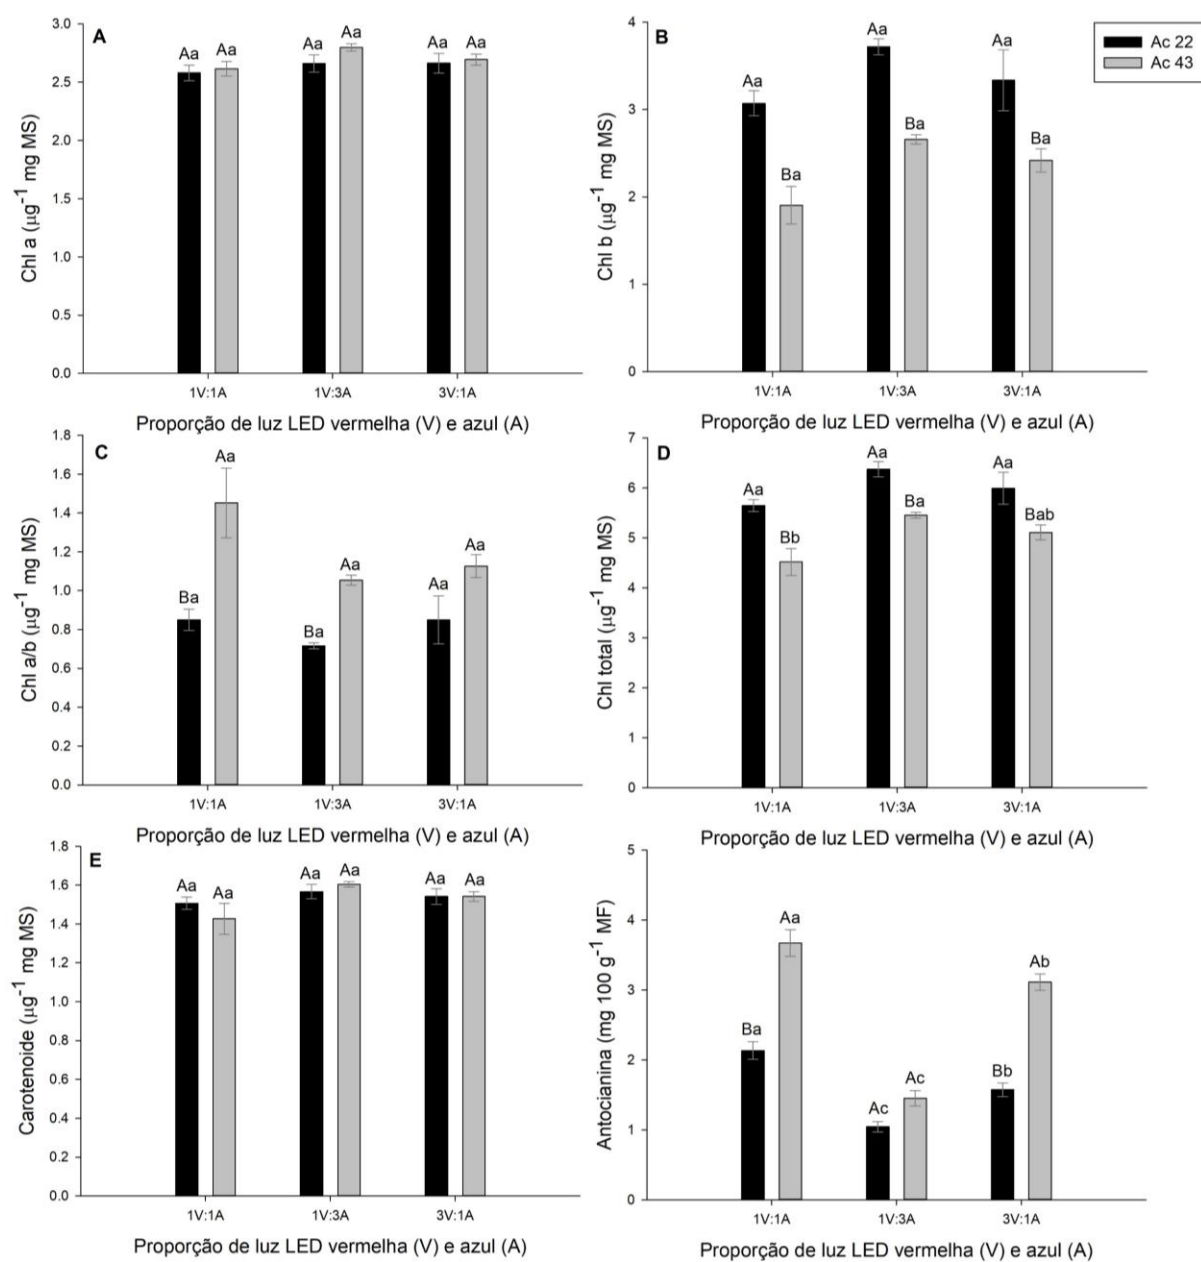 A
Chl a (µg⁻¹ mg MS)
3.0
2.5
2.0
1.5
1.0
0.5
0.0
Aa Aa Aa Aa Aa Aa
1V:1A 1V:3A 3V:1A
Proporção de luz LED vermelha (V) e azul (A)
B
Ac 22
Ac 43
Chl b (µg⁻¹ mg MS)
4
3
2
1
0
Aa Ba Aa Ba Aa Ba
1V:1A 1V:3A 3V:1A
Proporção de luz LED vermelha (V) e azul (A)
C
Chl a/b (µg⁻¹ mg MS)
1.8
1.6
1.4
1.2
1.0
0.8
0.6
0.4
0.2
0.0
Ba Aa Ba Aa Aa Aa
1V:1A 1V:3A 3V:1A
Proporção de luz LED vermelha (V) e azul (A)
D
Chl total (µg⁻¹ mg MS)
7
6
5
4
3
2
1
0
Aa Bb Aa Ba Aa Bab
1V:1A 1V:3A 3V:1A
Proporção de luz LED vermelha (V) e azul (A)
E
Carotenoide (µg⁻¹ mg MS)
1.8
1.6
1.4
1.2
1.0
0.8
0.6
0.4
0.2
0.0
Aa Aa Aa Aa Aa Aa
1V:1A 1V:3A 3V:1A
Proporção de luz LED vermelha (V) e azul (A)
Antocianina (mg 100 g⁻¹ MF)
5
4
3
2
1
0
Ba Aa Ac Ac Bb Ab
1V:1A 1V:3A 3V:1A
Proporção de luz LED vermelha (V) e azul (A)